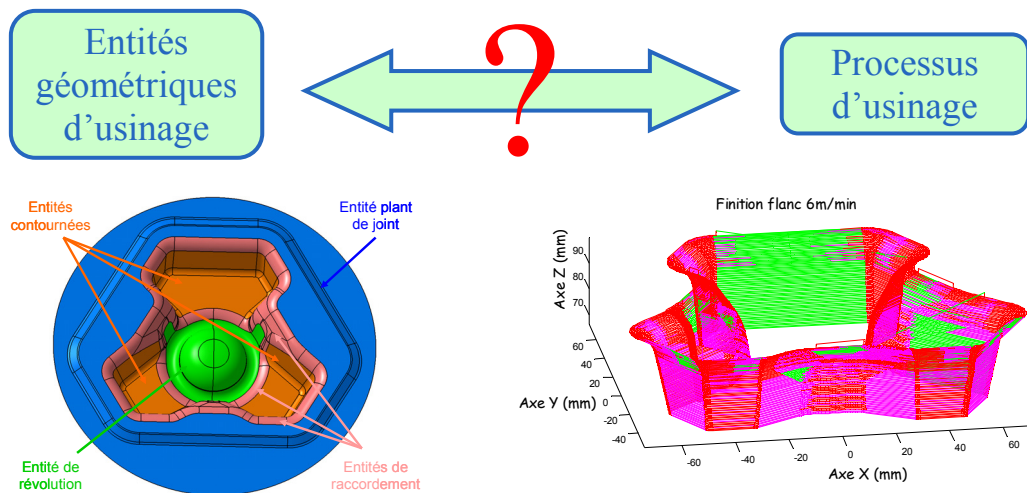 Entités
géométriques
d’usinage
?
Processus
d’usinage
Entités
contournées
Entité plant
de joint
Entité de
révolution
Entités de
raccordement
Finition flanc 6m/min
Axe Z (mm)
90
80
70
60
40
20
0
-20
-40
Axe Y (mm)
-60
-40
-20
0
20
40
60
Axe X (mm)